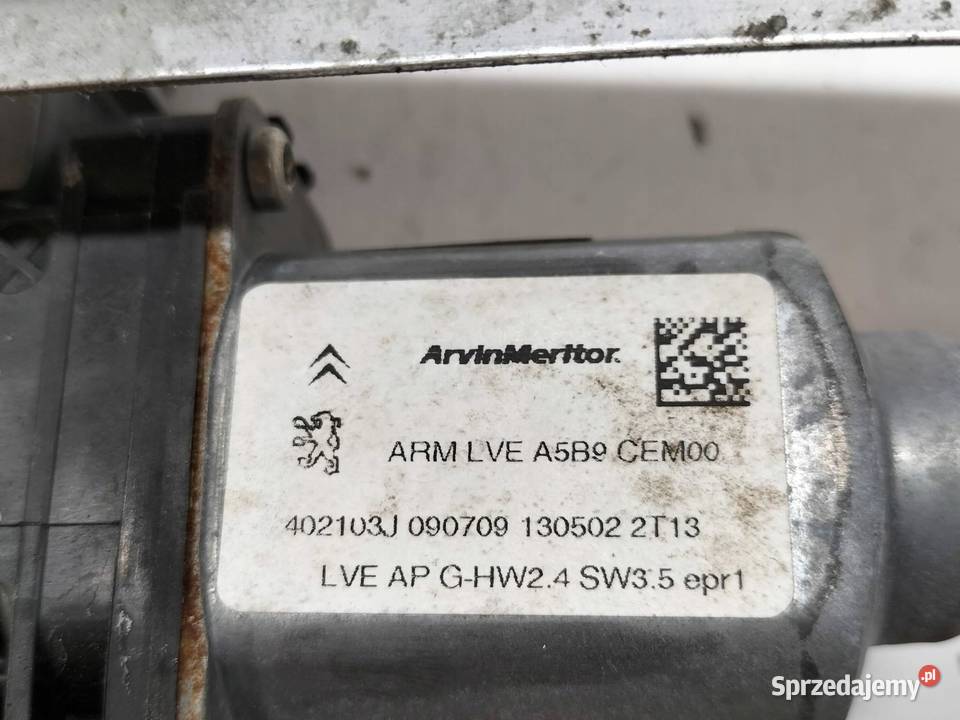 ArvinMeritor.
ARM LVE A5B9 CEM00
402103J 090709 130502 2T13
LVE AP G-HW2.4 SW3.5 epr1
Sprzedajemy.pl